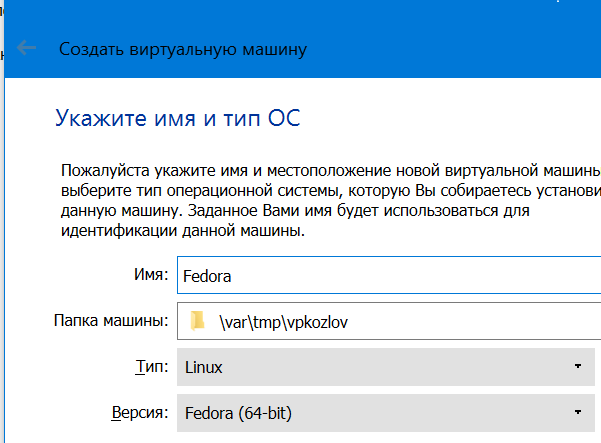 Создать виртуальную машину
Укажите имя и тип ОС
Пожалуйста укажите имя и местоположение новой виртуальной машины
выберите тип операционной системы, которую Вы собираетесь установи
данную машину. Заданное Вами имя будет использоваться для
идентификации данной машины.
Имя: Fedora
Папка машины: \var\tmp\vpkozlov
Тип: Linux
Версия: Fedora (64-bit)